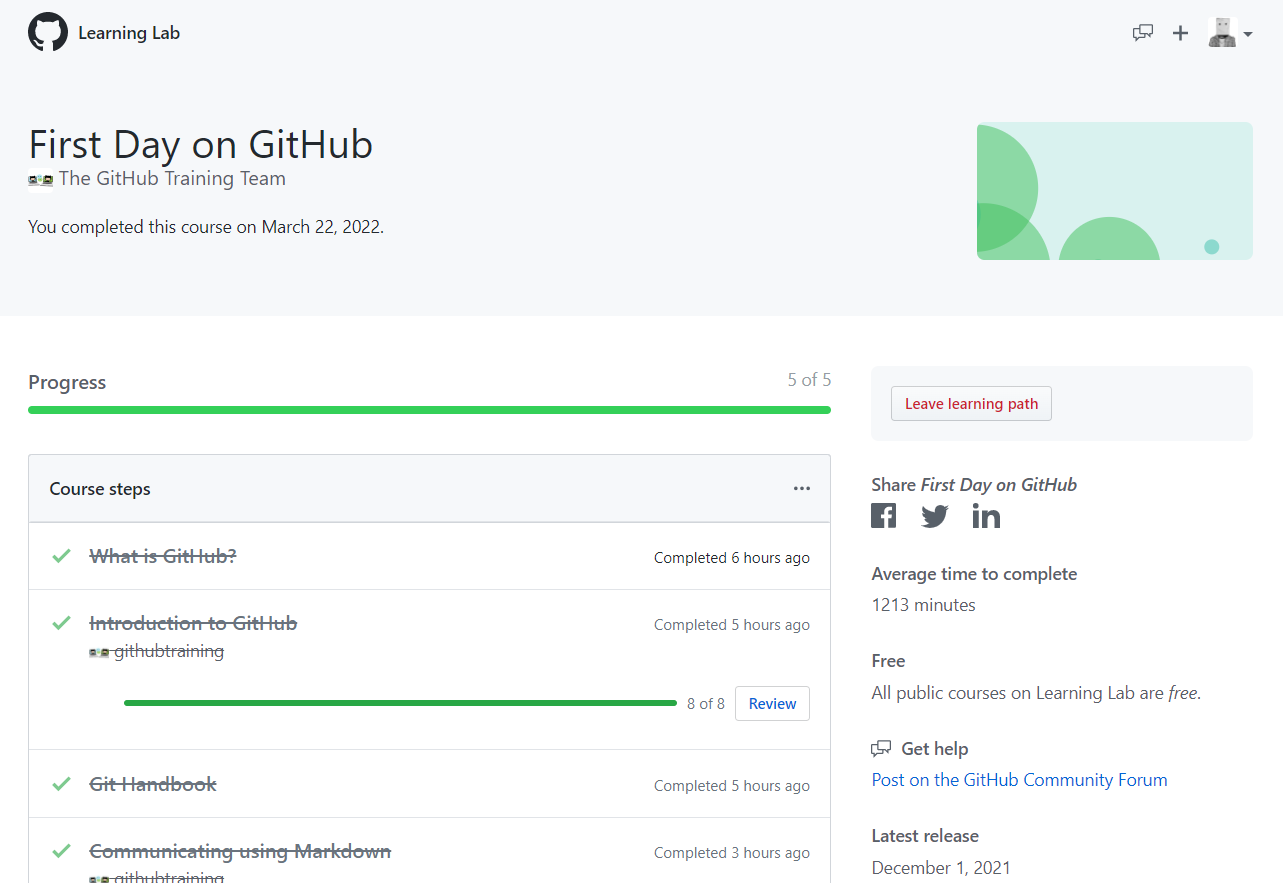 Learning Lab
First Day on GitHub
The GitHub Training Team
You completed this course on March 22, 2022.
Progress
5 of 5
Course steps
What is GitHub?
Completed 6 hours ago
Introduction to GitHub
Completed 5 hours ago
githubtraining
8 of 8
Review
Git Handbook
Completed 5 hours ago
Communicating using Markdown
Completed 3 hours ago
githubtraining
Leave learning path
Share First Day on GitHub
Average time to complete
1213 minutes
Free
All public courses on Learning Lab are free.
Get help
Post on the GitHub Community Forum
Latest release
December 1, 2021